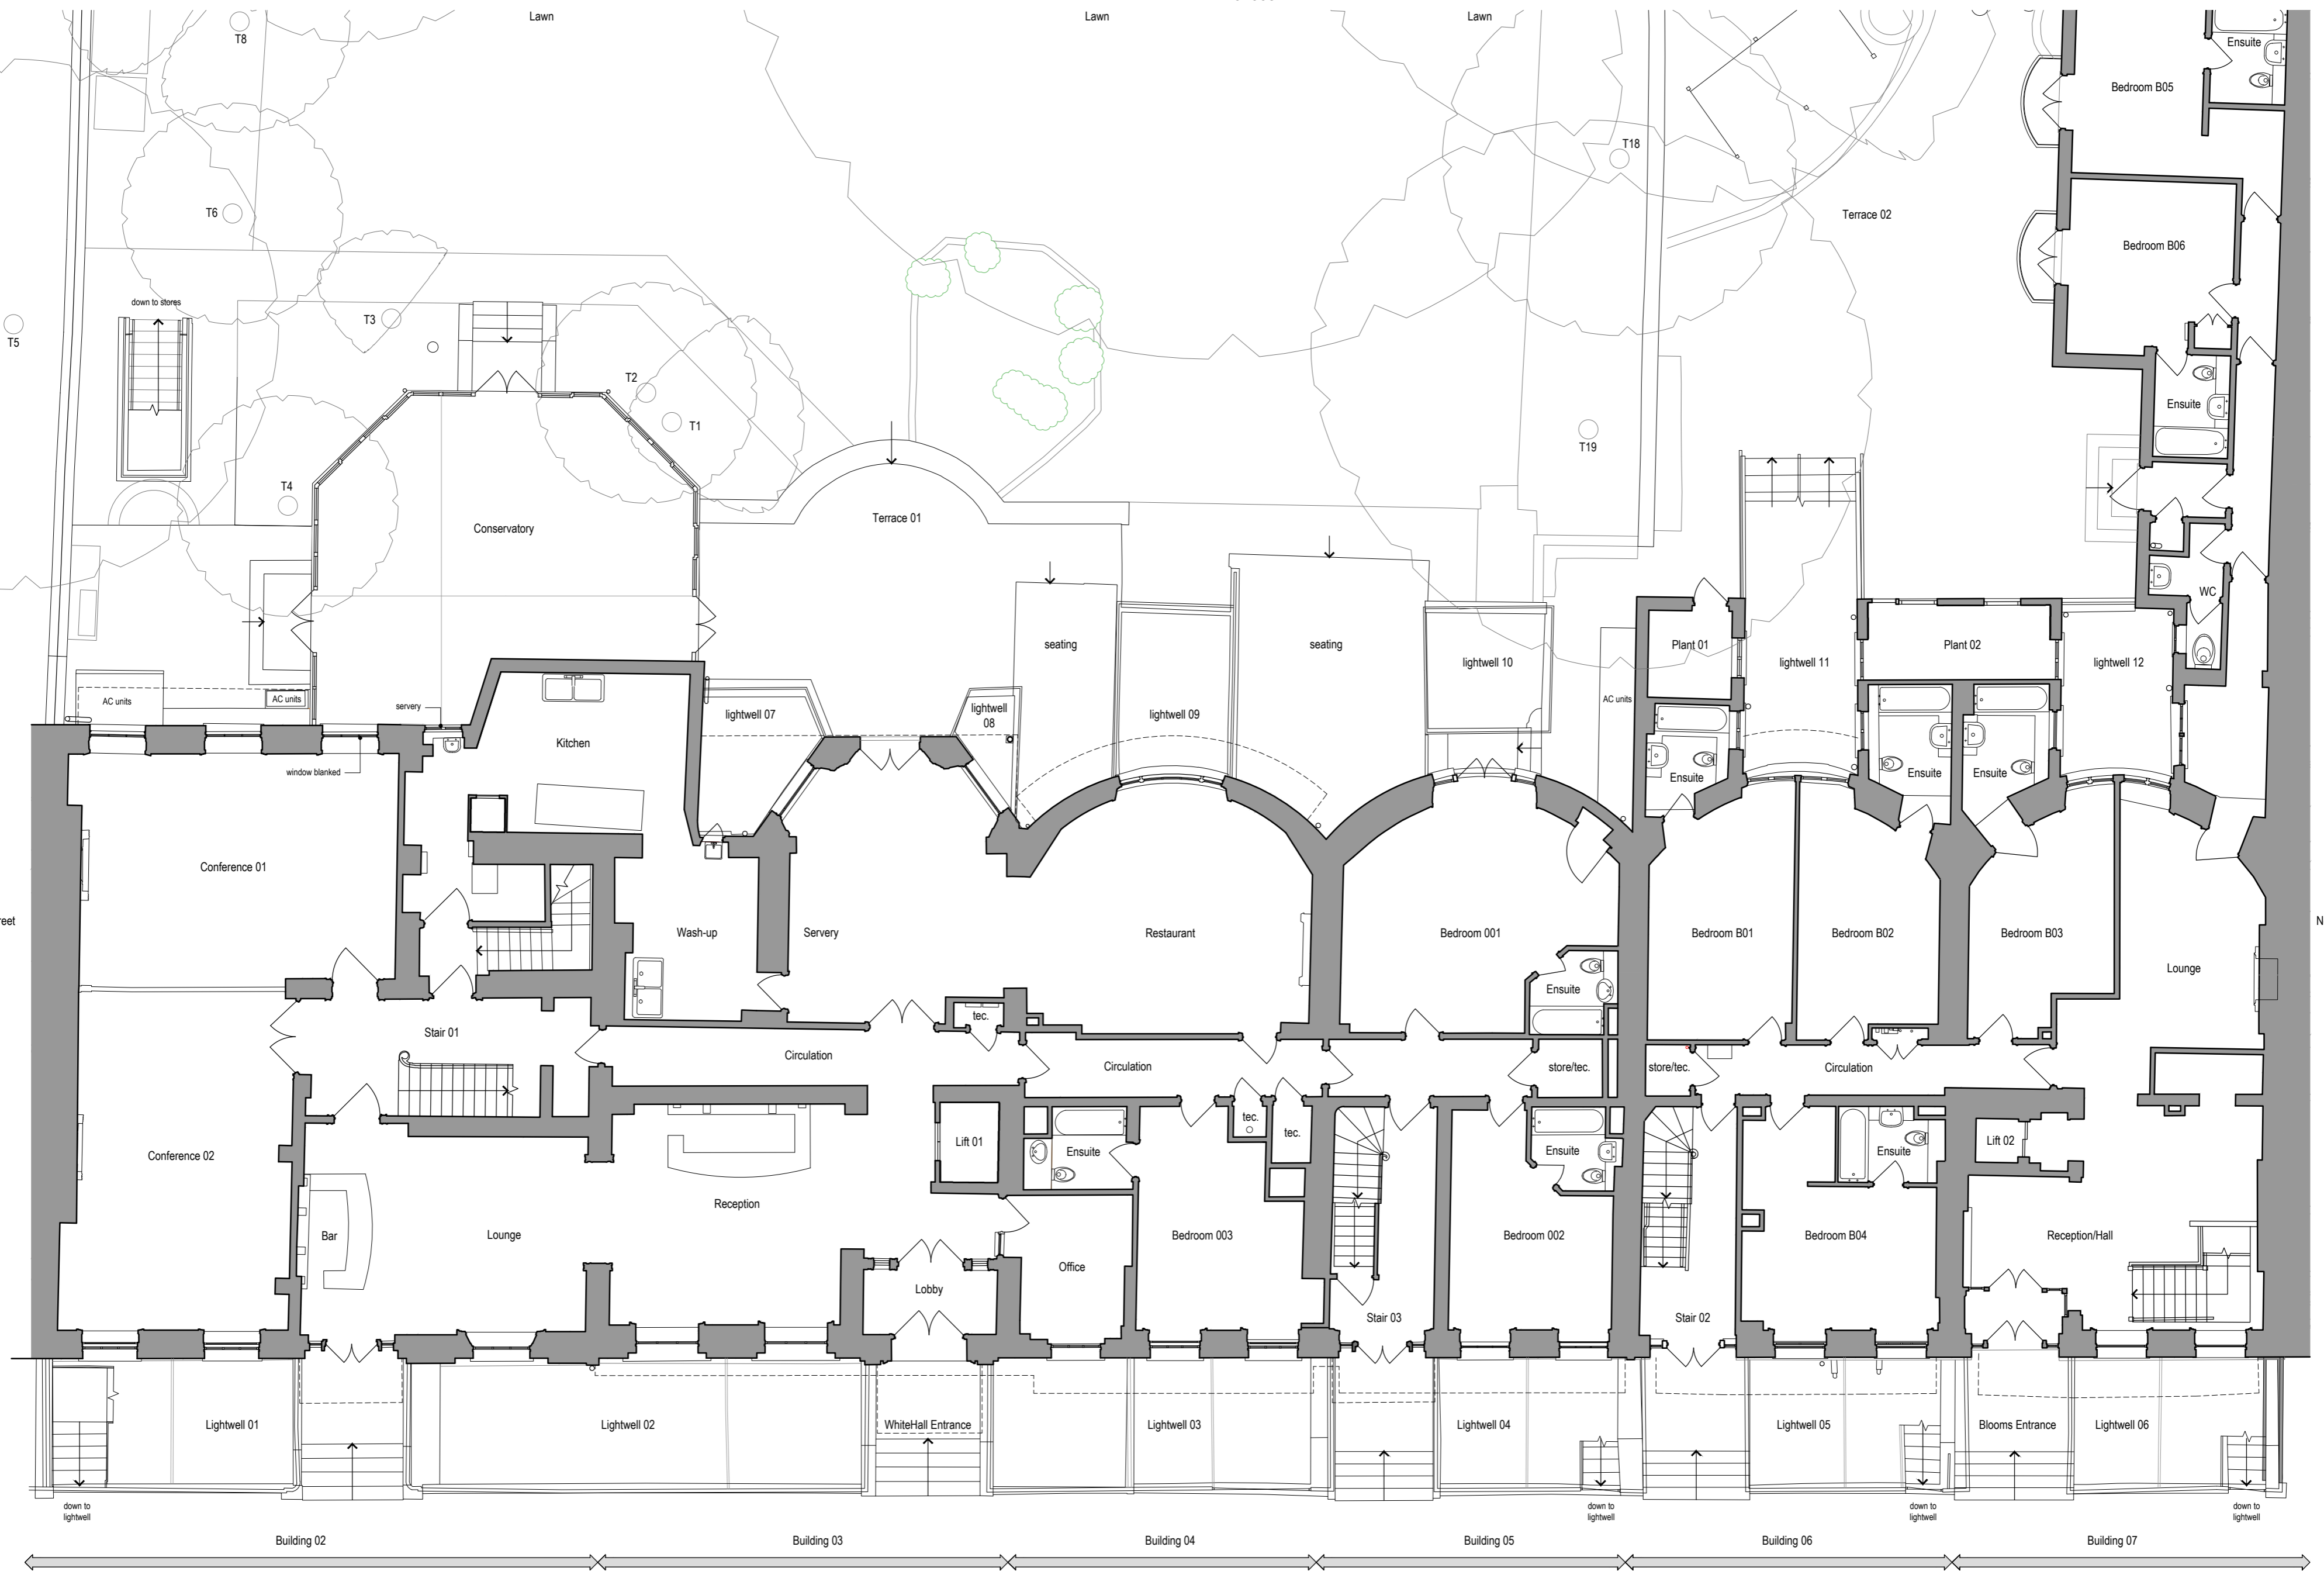 Lawn
Lawn
Lawn
T8
Ensuite
Bedroom B05
T18
T6
Terrace 02
Bedroom B06
down to stores
T3
T5
T2
T1
Ensuite
T19
T4
Terrace 01
Conservatory
WC
seating
seating
Plant 01
Plant 02
lightwell 10
lightwell 11
lightwell 12
AC units
AC units
AC units
servery
lightwell 07
lightwell
08
lightwell 09
Kitchen
window blanked
Ensuite
Ensuite
Ensuite
Conference 01
reet
N
Wash-up
Servery
Restaurant
Bedroom 001
Bedroom B01
Bedroom B02
Bedroom B03
Lounge
Ensuite
tec.
Stair 01
Circulation
Circulation
store/tec.
store/tec.
Circulation
tec.
tec.
Lift 01
Ensuite
Ensuite
Ensuite
Lift 02
Conference 02
Reception
Bar
Lounge
Bedroom 003
Bedroom 002
Bedroom B04
Reception/Hall
Office
Lobby
Stair 03
Stair 02
Lightwell 01
Lightwell 02
WhiteHall Entrance
Lightwell 03
Lightwell 04
Lightwell 05
Blooms Entrance
Lightwell 06
down to
lightwell
down to
lightwell
down to
lightwell
down to
lightwell
Building 02
Building 03
Building 04
Building 05
Building 06
Building 07